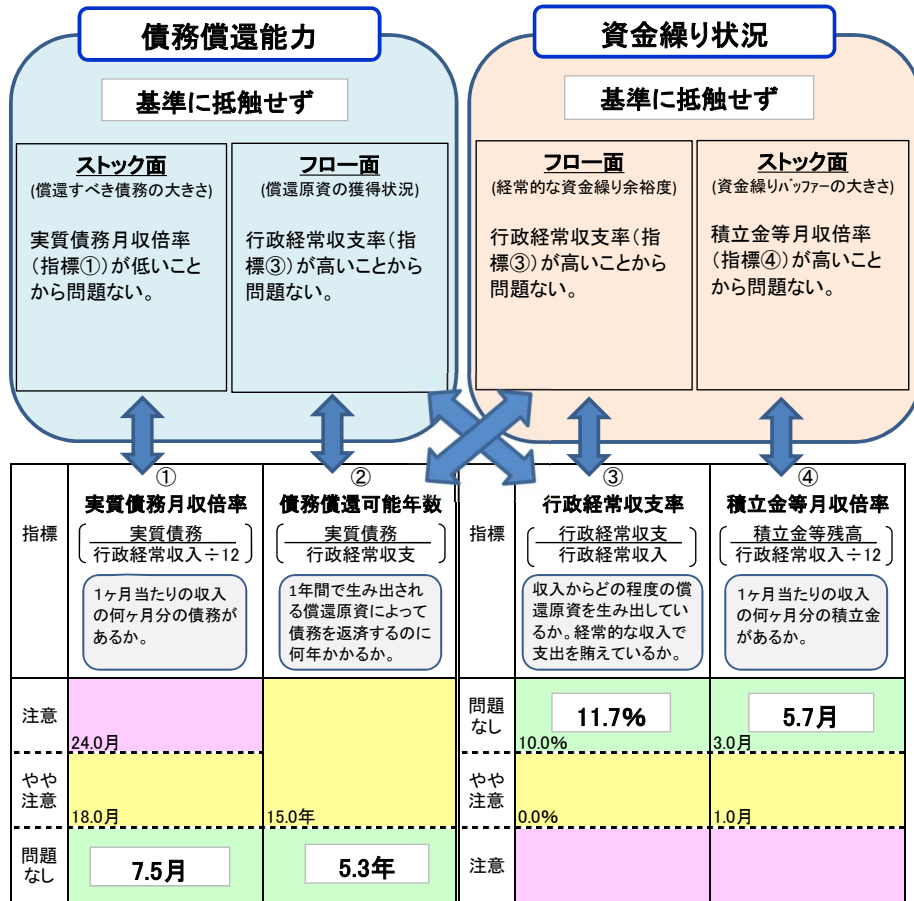 債務償還能力
基準に抵触せず
ストック面
(償還すべき債務の大きさ)
実質債務月収倍率
(指標①)が低いこと
から問題ない。
フロー面
(償還原資の獲得状況)
行政経常収支率(指
標③)が高いことから
問題ない。
資金繰り状況
基準に抵触せず
フロー面
(経常的な資金繰り余裕度)
行政経常収支率(指
標③)が高いことから
問題ない。
ストック面
(資金繰りバッファーの大きさ)
積立金等月収倍率
(指標④)が高いこと
から問題ない。
指標
①
実質債務月収倍率
実質債務
行政経常収入÷12
1ヶ月当たりの収入
の何ヶ月分の債務が
あるか。
②
債務償還可能年数
実質債務
行政経常収支
1年間で生み出され
る償還原資によって
債務を返済するのに
何年かかるか。
指標
③
行政経常収支率
行政経常収支
行政経常収入
収入からどの程度の償
還原資を生み出してい
るか。経常的な収入で
支出を賄えているか。
④
積立金等月収倍率
積立金等残高
行政経常収入÷12
1ヶ月当たりの収入
の何ヶ月分の積立金
があるか。
注意
24.0月
やや
注意
18.0月
15.0年
問題
なし
7.5月
5.3年
問題
なし
11.7%
10.0%
5.7月
3.0月
やや
注意
0.0%
1.0月
注意